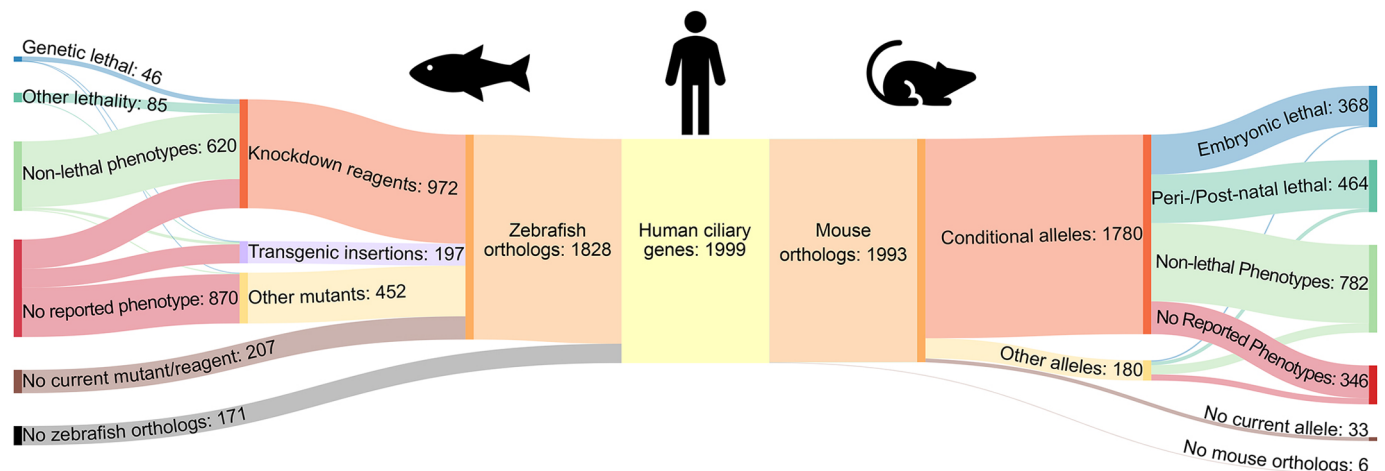 Genetic lethal: 46
Other lethality: 85
Non-lethal phenotypes: 620
No reported phenotype: 870
No current mutant/reagent: 207
No zebrafish orthologs: 171
Knockdown reagents: 972
Transgenic insertions: 197
Other mutants: 452
Zebrafish
orthologs: 1828
Human ciliary
genes: 1999
Mouse
orthologs: 1993
Conditional alleles: 1780
Other alleles: 180
Embryonic lethal: 368
Peri-/Post-natal lethal: 464
Non-lethal Phenotypes: 782
No Reported Phenotypes: 346
No current allele: 33
No mouse orthologs: 6